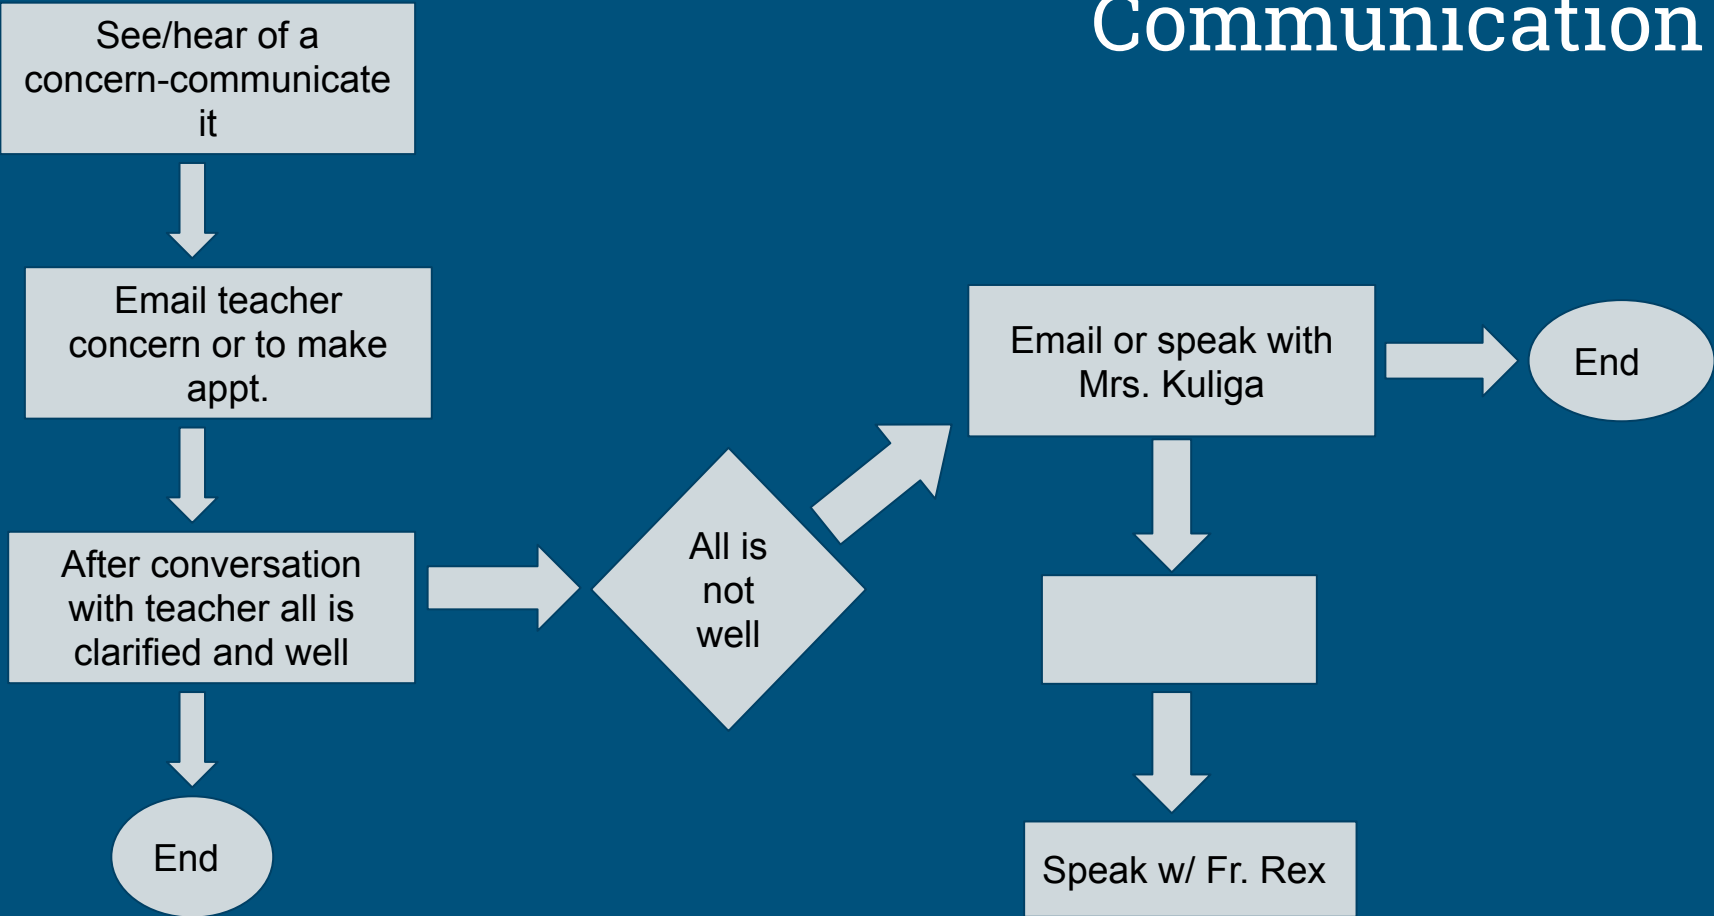 Communication
See/hear of a
concern-communicate
it
Email teacher
concern or to make
appt.
After conversation
with teacher all is
clarified and well
End
All is
not
well
Email or speak with
Mrs. Kuliga
End
Speak w/ Fr. Rex